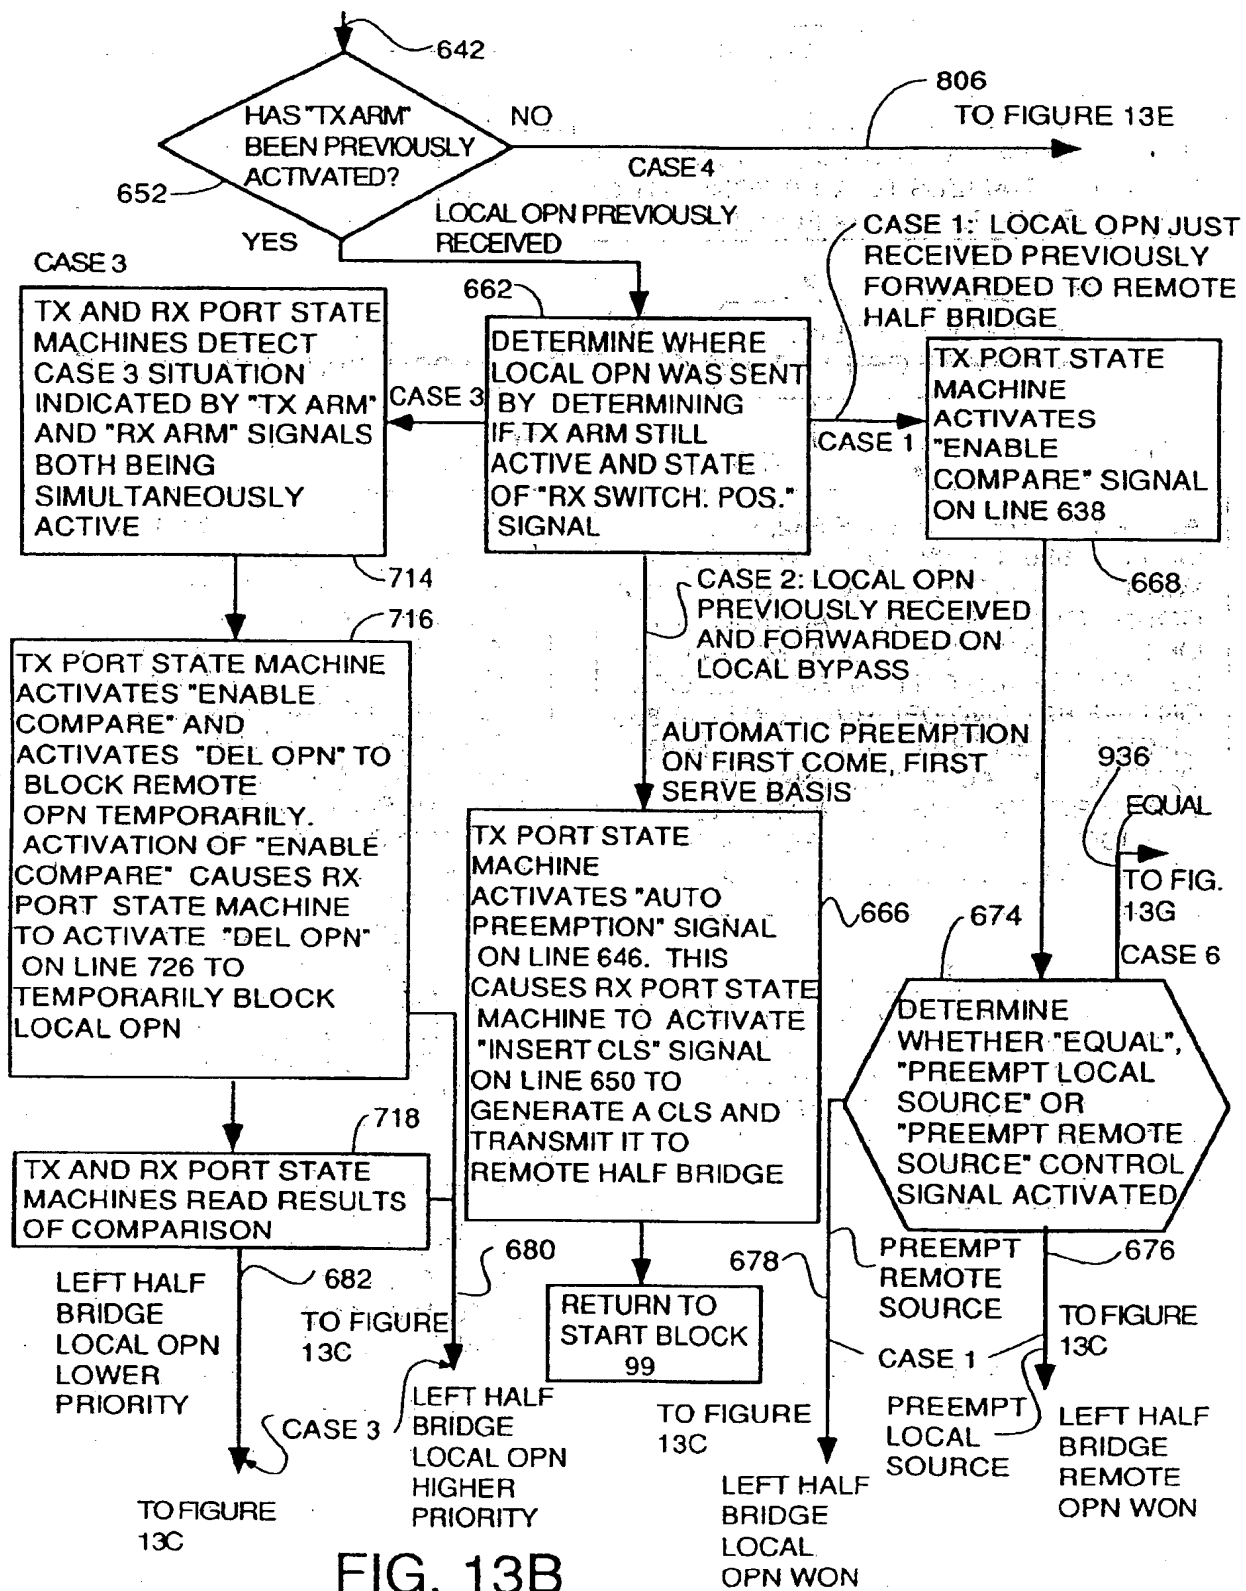 642
HAS "TX ARM"
BEEN PREVIOUSLY
ACTIVATED?
652
NO
CASE 4
806
TO FIGURE 13E
YES
LOCAL OPN PREVIOUSLY
RECEIVED
CASE 3
TX AND RX PORT STATE
MACHINES DETECT
CASE 3 SITUATION
INDICATED BY "TX ARM"
AND "RX ARM" SIGNALS
BOTH BEING
SIMULTANEOUSLY
ACTIVE
714
CASE 3
662
DETERMINE WHERE
LOCAL OPN WAS SENT
BY DETERMINING
IF TX ARM STILL
ACTIVE AND STATE
OF "RX SWITCH. POS."
SIGNAL
CASE 1
CASE 1: LOCAL OPN JUST
RECEIVED PREVIOUSLY
FORWARDED TO REMOTE
HALF BRIDGE
TX PORT STATE
MACHINE
ACTIVATES
"ENABLE
COMPARE" SIGNAL
ON LINE 638
668
CASE 2: LOCAL OPN
PREVIOUSLY RECEIVED
AND FORWARDED ON
LOCAL BYPASS
AUTOMATIC PREEMPTION
ON FIRST COME, FIRST
SERVE BASIS
716
TX PORT STATE MACHINE
ACTIVATES "ENABLE
COMPARE" AND
ACTIVATES "DEL OPN" TO
BLOCK REMOTE
OPN TEMPORARILY.
ACTIVATION OF "ENABLE
COMPARE" CAUSES RX
PORT STATE MACHINE
TO ACTIVATE "DEL OPN"
ON LINE 726 TO
TEMPORARILY BLOCK
LOCAL OPN
TX PORT STATE
MACHINE
ACTIVATES "AUTO
PREEMPTION" SIGNAL
ON LINE 646. THIS
CAUSES RX PORT STATE
MACHINE TO ACTIVATE
"INSERT CLS" SIGNAL
ON LINE 650 TO
GENERATE A CLS AND
TRANSMIT IT TO
REMOTE HALF BRIDGE
666
936
EQUAL
TO FIG.
13G
CASE 6
674
DETERMINE
WHETHER "EQUAL",
"PREEMPT LOCAL
SOURCE" OR
"PREEMPT REMOTE
SOURCE" CONTROL
SIGNAL ACTIVATED
718
TX AND RX PORT STATE
MACHINES READ RESULTS
OF COMPARISON
682
LEFT HALF
BRIDGE
LOCAL OPN
LOWER
PRIORITY
TO FIGURE
13C
680
TO FIGURE
13C
CASE 3
LEFT HALF
BRIDGE
LOCAL OPN
HIGHER
PRIORITY
RETURN TO
START BLOCK
99
678
PREEMPT
REMOTE
SOURCE
676
CASE 1
TO FIGURE
13C
TO FIGURE
13C
PREEMPT
LOCAL
SOURCE
LEFT HALF
BRIDGE
LOCAL
OPN WON
LEFT HALF
BRIDGE
REMOTE
OPN WON
FIG. 13B